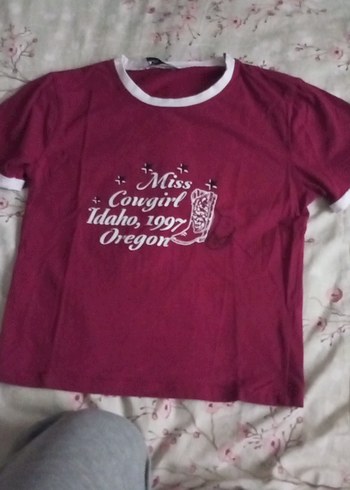 Miss
Cowgirl
Idaho, 1997
Oregon